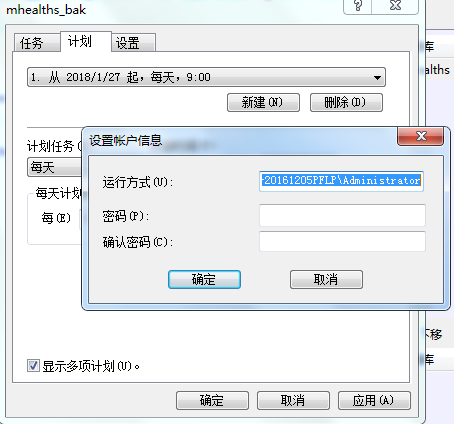 mhealths_bak
任务 计划 设置
1. 从 2018/1/27 起，每天，9:00
新建(N) 删除(D)
库
alths
计划任务(
每天
每天计划
每(E)
设置帐户信息
运行方式(U): -20161205PFLP\Administrator
密码(P):
确认密码(C):
确定 取消
下移
库
显示多项计划(U)。
确定 取消 应用(A)